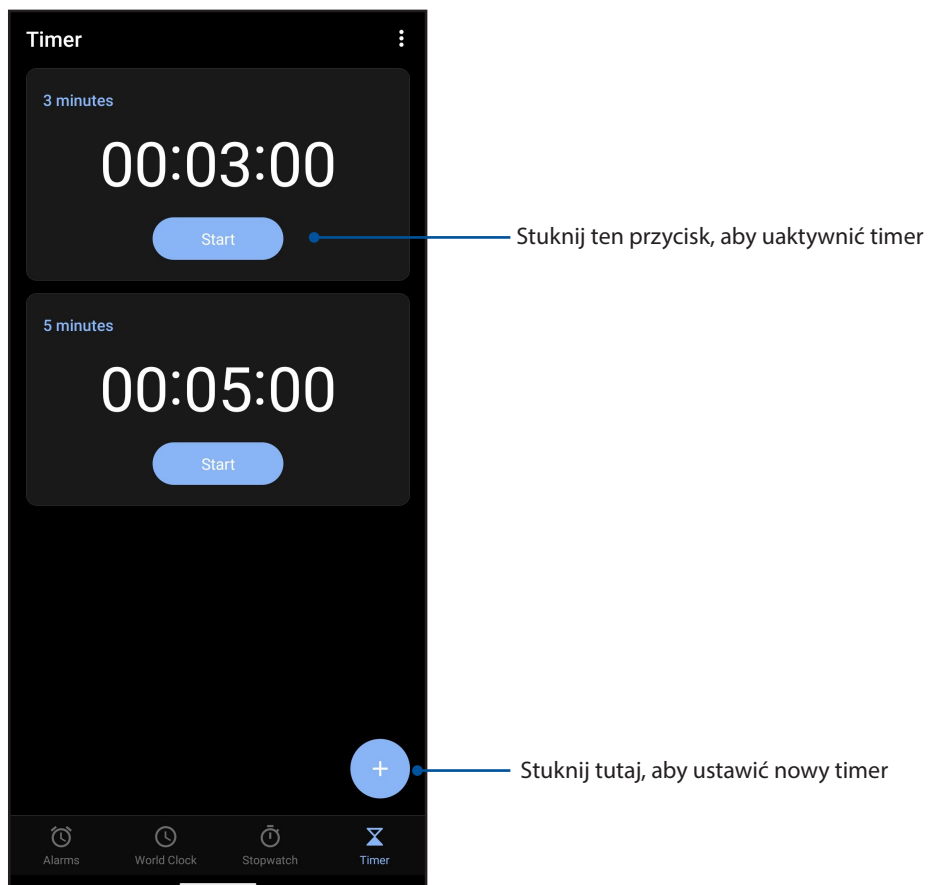 Timer
3 minutes
00:03:00
Start
Stuknij ten przycisk, aby uaktywnić timer
5 minutes
00:05:00
Start
+
Stuknij tutaj, aby ustawić nowy timer
Alarms World Clock Stopwatch Timer